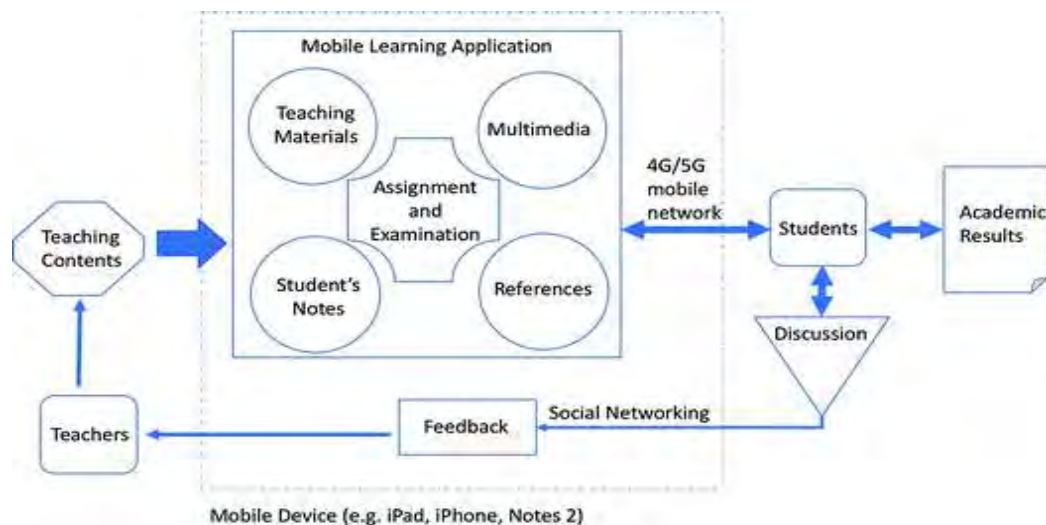 Mobile Learning Application
Teaching
Materials
Multimedia
Assignment
and
Examination
Student's
Notes
References
Teaching
Contents
4G/5G
mobile
network
Students
Academic
Results
Discussion
Social Networking
Feedback
Teachers
Mobile Device (e.g. iPad, iPhone, Notes 2)